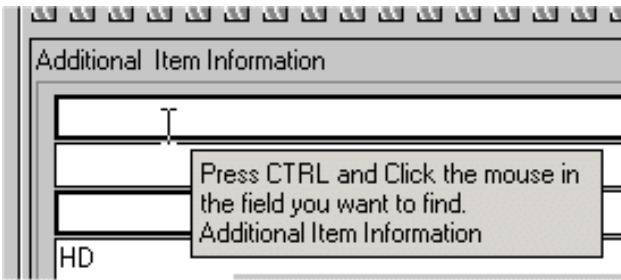 Additional Item Information
Press CTRL and Click the mouse in
the field you want to find.
Additional Item Information
HD